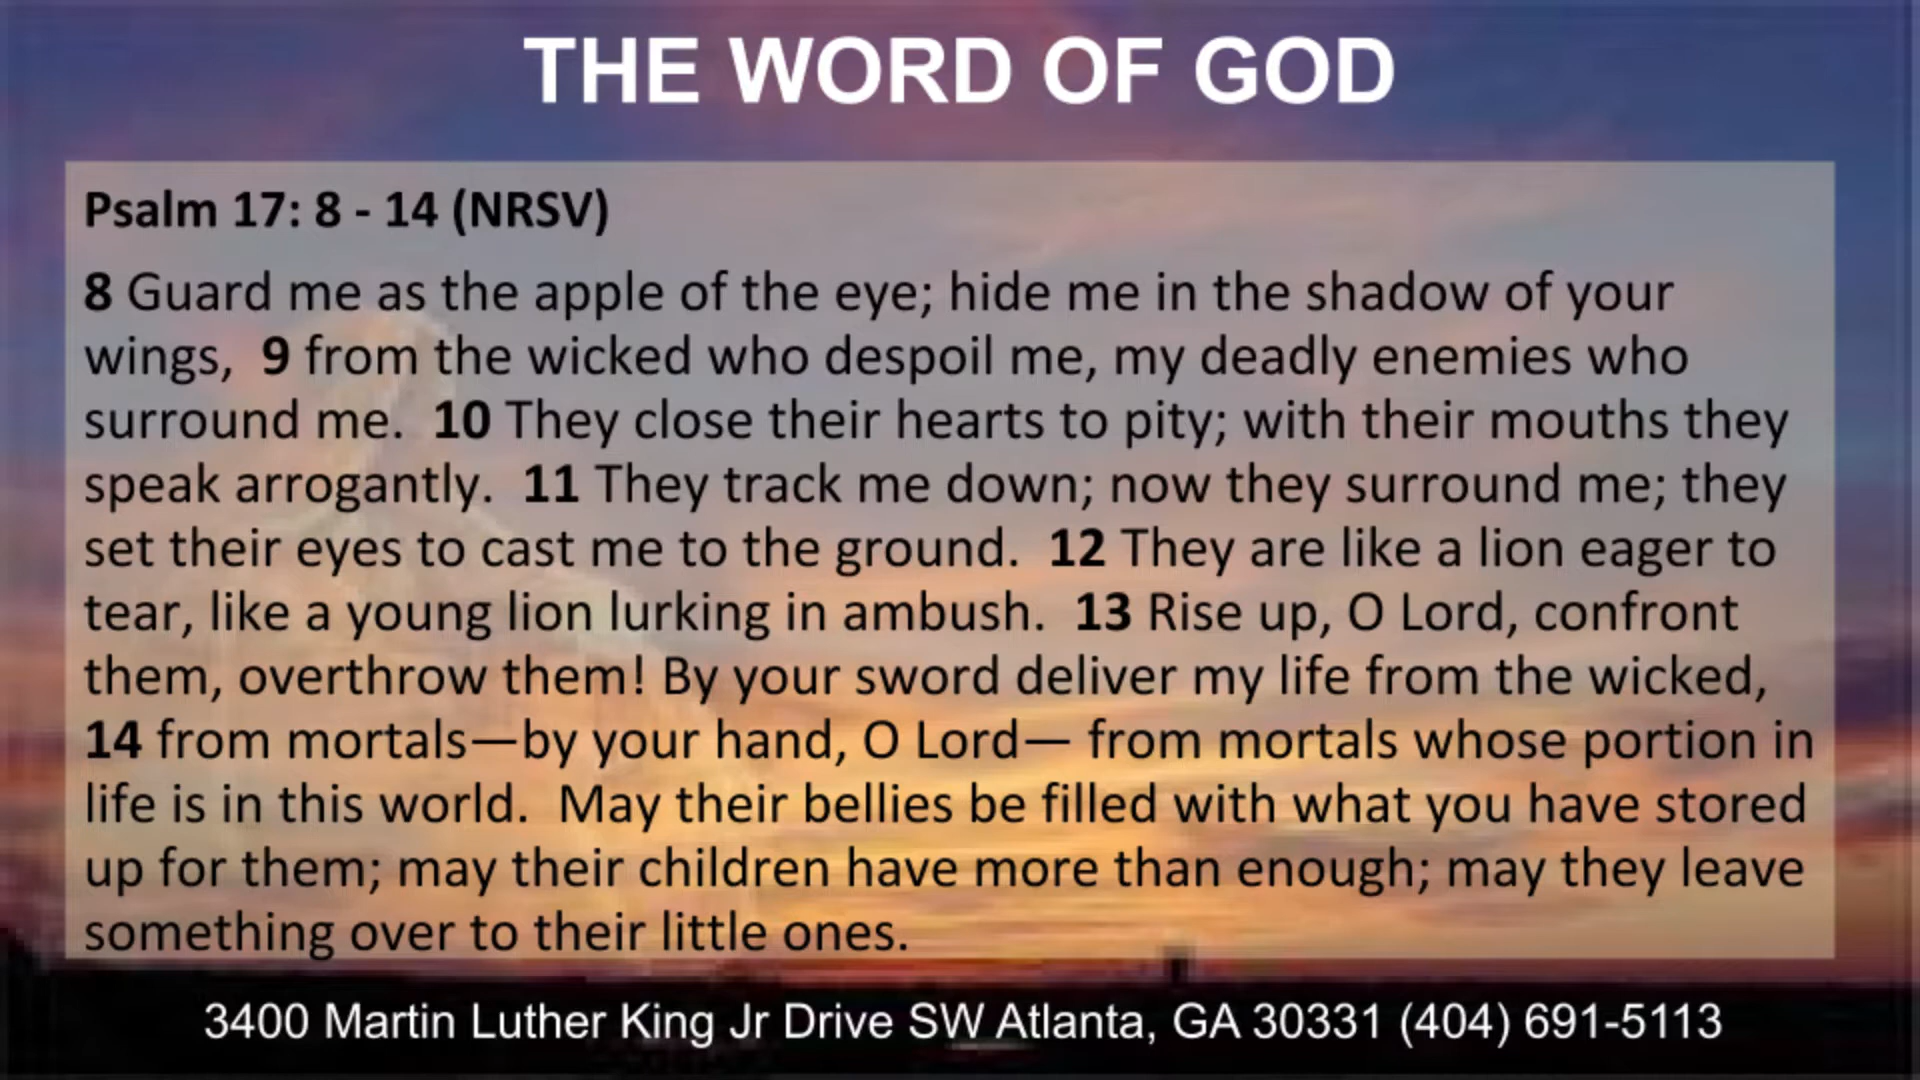 THE WORD OF GOD
Psalm 17: 8 - 14 (NRSV)
8 Guard me as the apple of the eye; hide me in the shadow of your
wings,  9 from the wicked who despoil me, my deadly enemies who
surround me.  10 They close their hearts to pity; with their mouths they
speak arrogantly.  11 They track me down; now they surround me; they
set their eyes to cast me to the ground.  12 They are like a lion eager to
tear, like a young lion lurking in ambush.  13 Rise up, O Lord, confront
them, overthrow them! By your sword deliver my life from the wicked,
14 from mortals—by your hand, O Lord— from mortals whose portion in
life is in this world.  May their bellies be filled with what you have stored
up for them; may their children have more than enough; may they leave
something over to their little ones.
3400 Martin Luther King Jr Drive SW Atlanta, GA 30331 (404) 691-5113